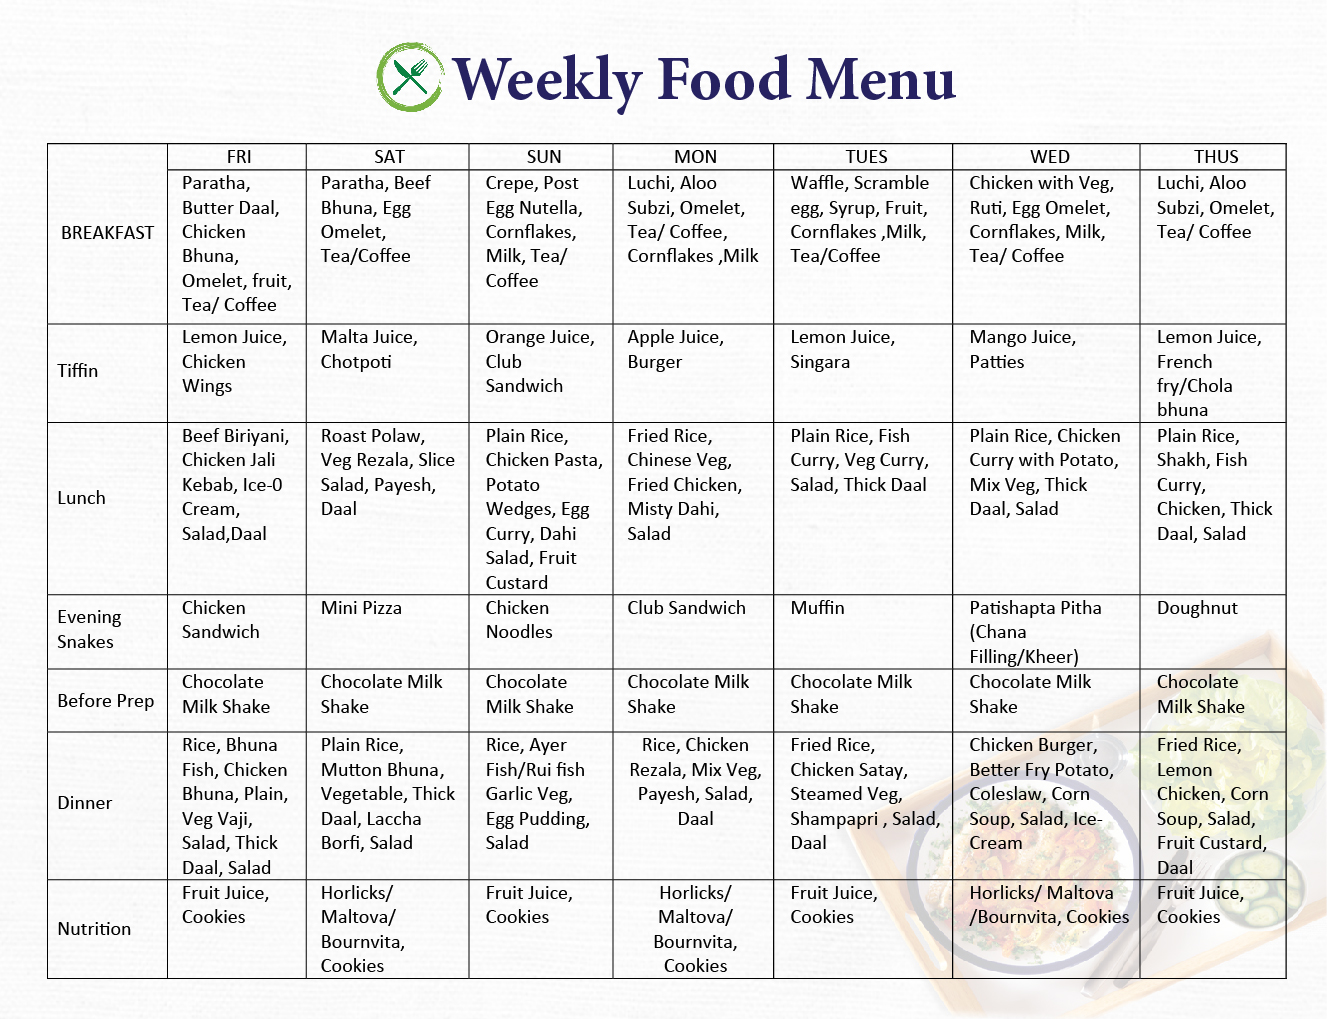 Weekly Food Menu
FRI SAT SUN MON TUES WED THUS
BREAKFAST
Paratha,
Butter Daal,
Chicken
Bhuna,
Omelet, fruit,
Tea/ Coffee
Paratha, Beef
Bhuna, Egg
Omelet,
Tea/Coffee
Crepe, Post
Egg Nutella,
Cornflakes,
Milk, Tea/
Coffee
Luchi, Aloo
Subzi, Omelet,
Tea/ Coffee,
Cornflakes ,Milk
Waffle, Scramble
egg, Syrup, Fruit,
Cornflakes ,Milk,
Tea/Coffee
Chicken with Veg,
Ruti, Egg Omelet,
Cornflakes, Milk,
Tea/ Coffee
Luchi, Aloo
Subzi, Omelet,
Tea/ Coffee
Tiffin
Lemon Juice,
Chicken
Wings
Malta Juice,
Chotpoti
Orange Juice,
Club
Sandwich
Apple Juice,
Burger
Lemon Juice,
Singara
Mango Juice,
Patties
Lemon Juice,
French
fry/Chola
bhuna
Lunch
Beef Biriyani,
Chicken Jali
Kebab, Ice-0
Cream,
Salad,Daal
Roast Polaw,
Veg Rezala, Slice
Salad, Payesh,
Daal
Plain Rice,
Chicken Pasta,
Potato
Wedges, Egg
Curry, Dahi
Salad, Fruit
Custard
Fried Rice,
Chinese Veg,
Fried Chicken,
Misty Dahi,
Salad
Plain Rice, Fish
Curry, Veg Curry,
Salad, Thick Daal
Plain Rice, Chicken
Curry with Potato,
Mix Veg, Thick
Daal, Salad
Plain Rice,
Shakh, Fish
Curry,
Chicken, Thick
Daal, Salad
Evening
Snakes
Chicken
Sandwich
Mini Pizza
Chicken
Noodles
Club Sandwich
Muffin
Patishapta Pitha
(Chana
Filling/Kheer)
Doughnut
Before Prep
Chocolate
Milk Shake
Chocolate Milk
Shake
Chocolate
Milk Shake
Chocolate Milk
Shake
Chocolate Milk
Shake
Chocolate Milk
Shake
Chocolate
Milk Shake
Dinner
Rice, Bhuna
Fish, Chicken
Bhuna, Plain,
Veg Vaji,
Salad, Thick
Daal, Salad
Plain Rice,
Mutton Bhuna,
Vegetable, Thick
Daal, Laccha
Borfi, Salad
Rice, Ayer
Fish/Rui fish
Garlic Veg,
Egg Pudding,
Salad
Rice, Chicken
Rezala, Mix Veg,
Payesh, Salad,
Daal
Fried Rice,
Chicken Satay,
Steamed Veg,
Shampapri , Salad,
Daal
Chicken Burger,
Better Fry Potato,
Coleslaw, Corn
Soup, Salad, Ice-
Cream
Fried Rice,
Lemon
Chicken, Corn
Soup, Salad,
Fruit Custard,
Daal
Nutrition
Fruit Juice,
Cookies
Horlicks/
Maltova/
Bournvita,
Cookies
Fruit Juice,
Cookies
Horlicks/
Maltova/
Bournvita,
Cookies
Fruit Juice,
Cookies
Horlicks/ Maltova
/Bournvita, Cookies
Fruit Juice,
Cookies